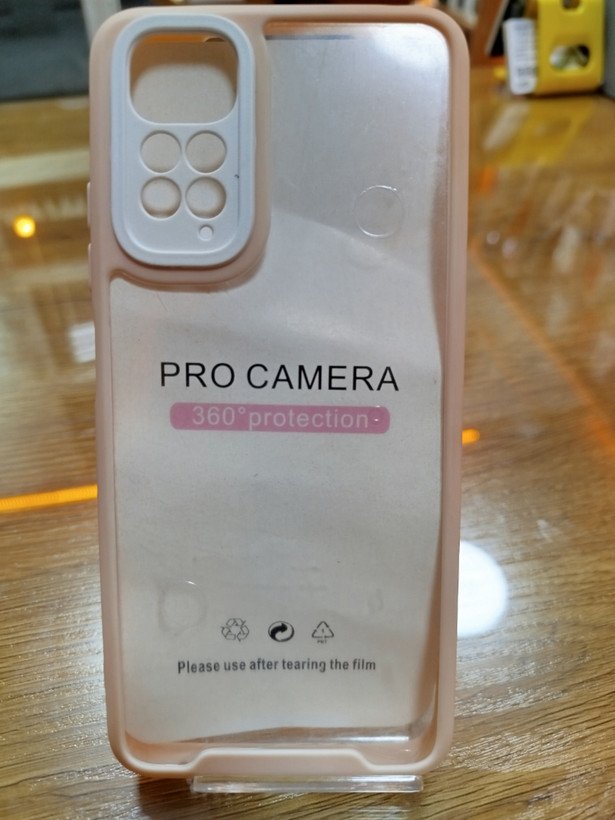 PRO CAMERA
360°protection
Please use after tearing the film